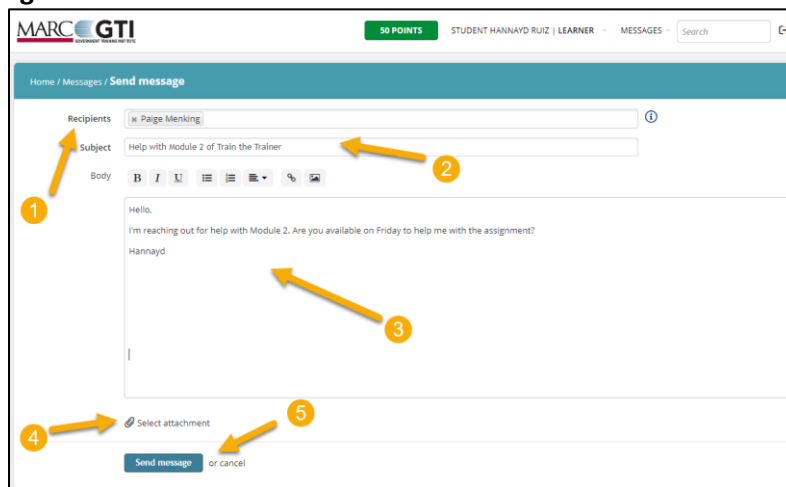 MARC GTI
GOVERNMENT TRAINING INSTITUTE
50 POINTS
STUDENT HANNAYD RUIZ | LEARNER
MESSAGES
Search
Home / Messages / Send message
Recipients
× Paige Menking
Subject
Help with Module 2 of Train the Trainer
2
Body
B I U
1
Hello,
I'm reaching out for help with Module 2. Are you available on Friday to help me with the assignment?
Hannayd
3
4
Select attachment
5
Send message or cancel